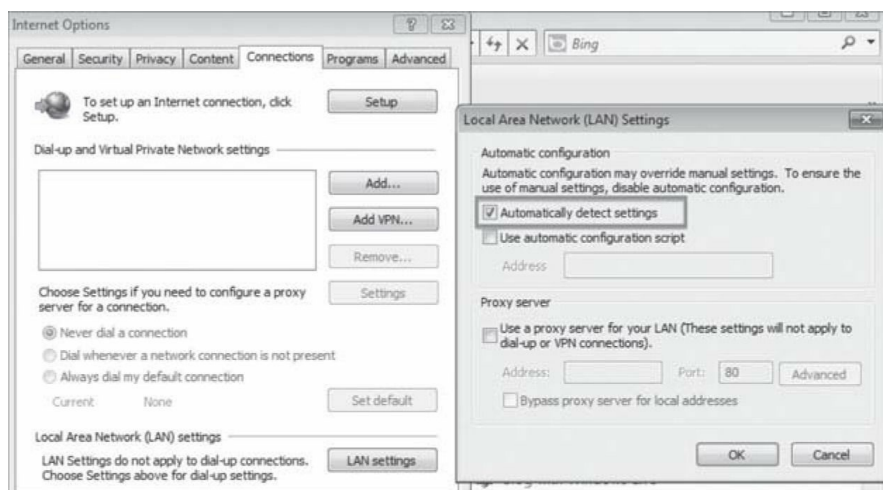 Internet Options
General Security Privacy Content Connections Programs Advanced
To set up an Internet connection, click
Setup.
Setup
Dial-up and Virtual Private Network settings
Add...
Add VPN...
Remove...
Choose Settings if you need to configure a proxy
server for a connection.
Settings
Never dial a connection
Dial whenever a network connection is not present
Always dial my default connection
Current None
Set default
Local Area Network (LAN) settings
LAN Settings do not apply to dial-up connections.
Choose Settings above for dial-up settings.
LAN settings
Bing
Local Area Network (LAN) Settings
Automatic configuration
Automatic configuration may override manual settings. To ensure the
use of manual settings, disable automatic configuration.
Automatically detect settings
Use automatic configuration script
Address
Proxy server
Use a proxy server for your LAN (These settings will not apply to
dial-up or VPN connections).
Address: Port: 80 Advanced
Bypass proxy server for local addresses
OK Cancel